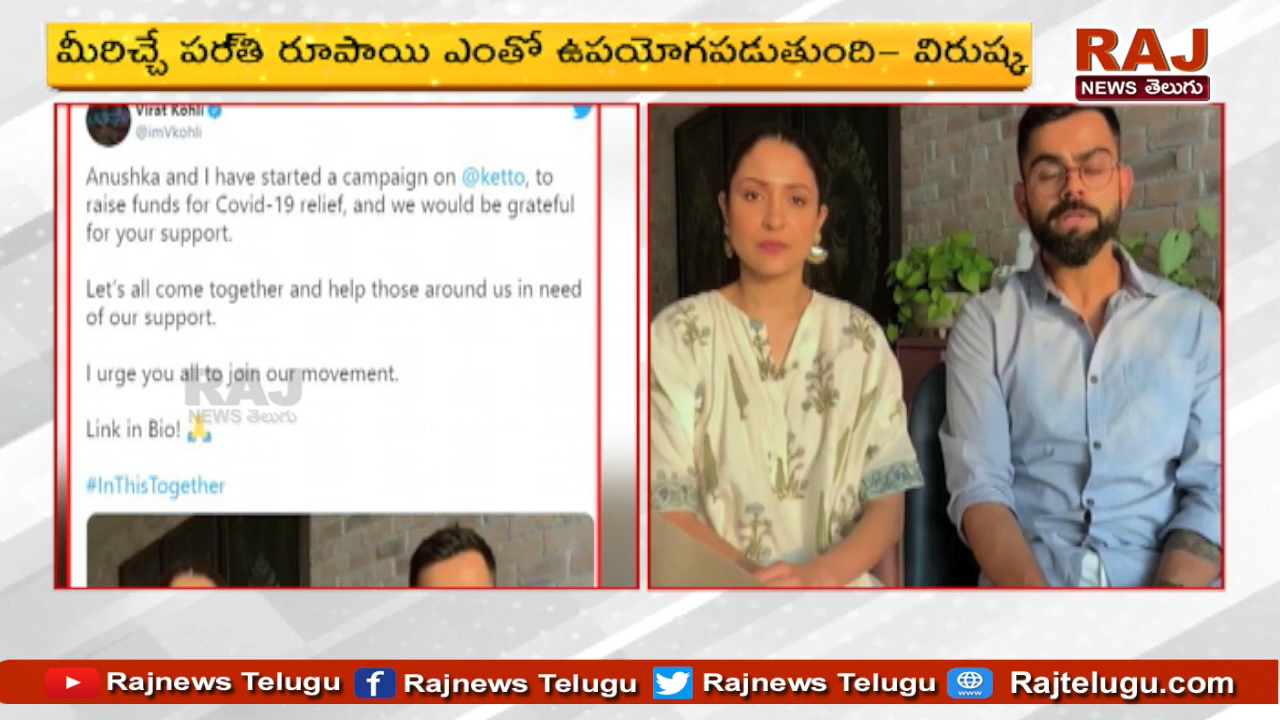 మీరిచ్చే పర్తి రూపాయి ఎంతో ఉపయోగపడుతుంది- విరుష్క
RAJ
NEWS తెలుగు
Virat Kohli
@imVkohli
Anushka and I have started a campaign on @ketto, to
raise funds for Covid-19 relief, and we would be grateful
for your support.
Let's all come together and help those around us in need
of our support.
I urge you all to join our movement.
RAJ
NEWS తెలుగు
Link in Bio! 🙏
#InThisTogether
Rajnews Telugu
Rajnews Telugu
Rajnews Telugu
www
Rajtelugu.com